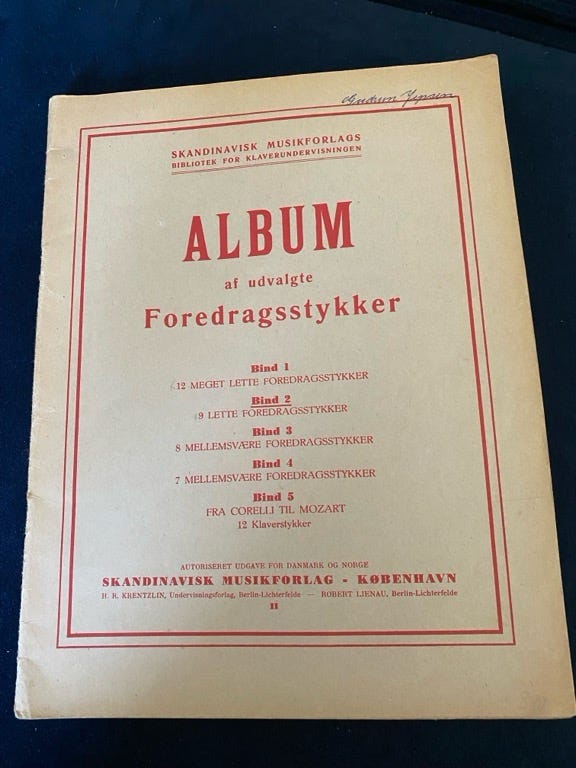 Gudrun Jepsen
SKANDINAVISK MUSIKFORLAGS
BIBLIOTEK FOR KLAVERUNDERVISNINGEN
ALBUM
af udvalgte
Foredragsstykker
Bind 1
12 MEGET LETTE FOREDRAGSSTYKKER
Bind 2
9 LETTE FOREDRAGSSTYKKER
Bind 3
8 MELLEMSVÆRE FOREDRAGSSTYKKER
Bind 4
7 MELLEMSVÆRE FOREDRAGSSTYKKER
Bind 5
FRA CORELLI TIL MOZART
12 Klaverstykker
AUTORISERET UDGAVE FOR DANMARK OG NORGE
SKANDINAVISK MUSIKFORLAG - KØBENHAVN
H. R. KRENTZLIN, Undervisningsforlag, Berlin-Lichterfelde — ROBERT LIENAU, Berlin-Lichterfelde
II